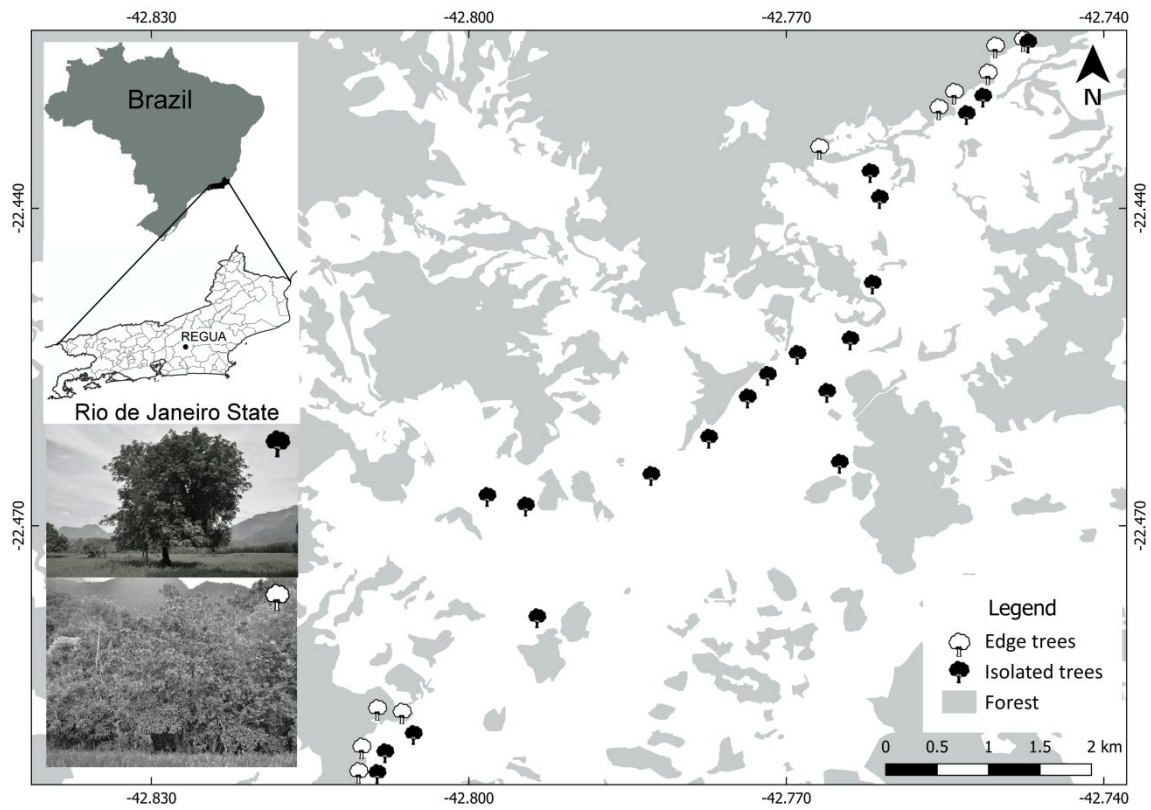 -42.830 -42.800 -42.770 -42.740
Brazil
N
-22.440 -22.440
REGUA
Rio de Janeiro State
-22.470 -22.470
Legend
Edge trees
Isolated trees
Forest
0 0.5 1 1.5 2 km
-42.830 -42.800 -42.770 -42.740